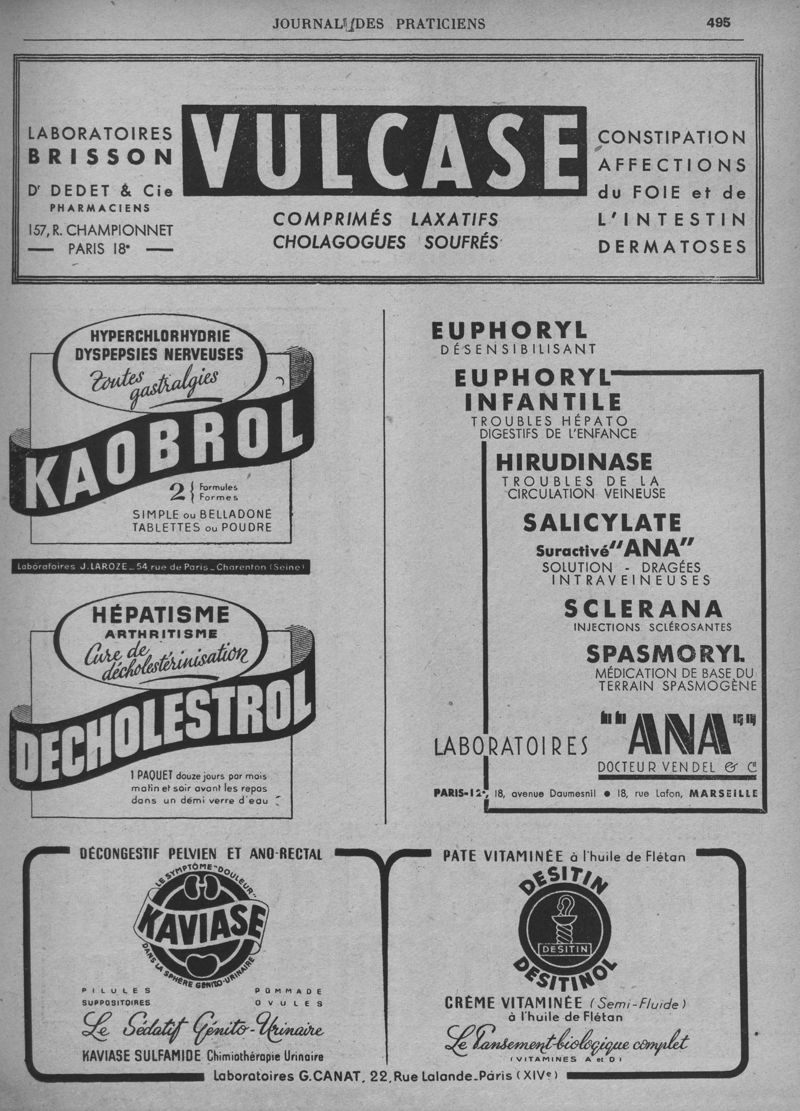 JOURNAL DES PRATICIENS
495
LABORATOIRES
BRISSON
Dr DEDET & Cie
PHARMACIENS
157, R. CHAMPIONNET
PARIS 18e
VULCASE
COMPRIMÉS LAXATIFS
CHOLAGOGUES SOUFRÉS
CONSTIPATION
AFFECTIONS
du FOIE et de
L'INTESTIN
DERMATOSES
HYPERCHLORHYDRIE
DYSPEPSIES NERVEUSES
Toutes
gastralgies
KAOBROL
2 } Formules
Formes
SIMPLE ou BELLADONÉ
TABLETTES ou POUDRE
Laboratoires J. LAROZE_54, rue de Paris_Charenton (Seine)
HÉPATISME
ARTHRITISME
Cure de
décholestérinisation
DECHOLESTROL
1 PAQUET douze jours par mois
matin et soir avant les repas
dans un demi verre d'eau
EUPHORYL
DÉSENSIBILISANT
EUPHORYL
INFANTILE
TROUBLES HÉPATO
DIGESTIFS DE L'ENFANCE
HIRUDINASE
TROUBLES DE LA
CIRCULATION VEINEUSE
SALICYLATE
Suractivé "ANA"
SOLUTION - DRAGÉES
INTRAVEINEUSES
SCLERANA
INJECTIONS SCLÉROSANTES
SPASMORYL
MÉDICATION DE BASE DU
TERRAIN SPASMOGÈNE
LABORATOIRES "ANA"
DOCTEUR VENDEL & Cie
PARIS-12e, 18, avenue Daumesnil ● 18, rue Lafon, MARSEILLE
DÉCONGESTIF PELVIEN ET ANO-RECTAL
LE SYMPTÔME "DOULEUR"
KAVIASE
DANS LA SPHÈRE GÉNITO-URINAIRE
PILULES POMMADE
SUPPOSITOIRES OVULES
Le Sédatif Génito-Urinaire
KAVIASE SULFAMIDE Chimiothérapie Urinaire
PATE VITAMINÉE à l'huile de Flétan
DESITIN
DESITIN
DESITINOL
CRÈME VITAMINÉE (Semi-Fluide)
à l'huile de Flétan
Le Pansement biologique complet
(VITAMINES A et D)
Laboratoires G. CANAT, 22, Rue Lalande_Paris (XIVe)